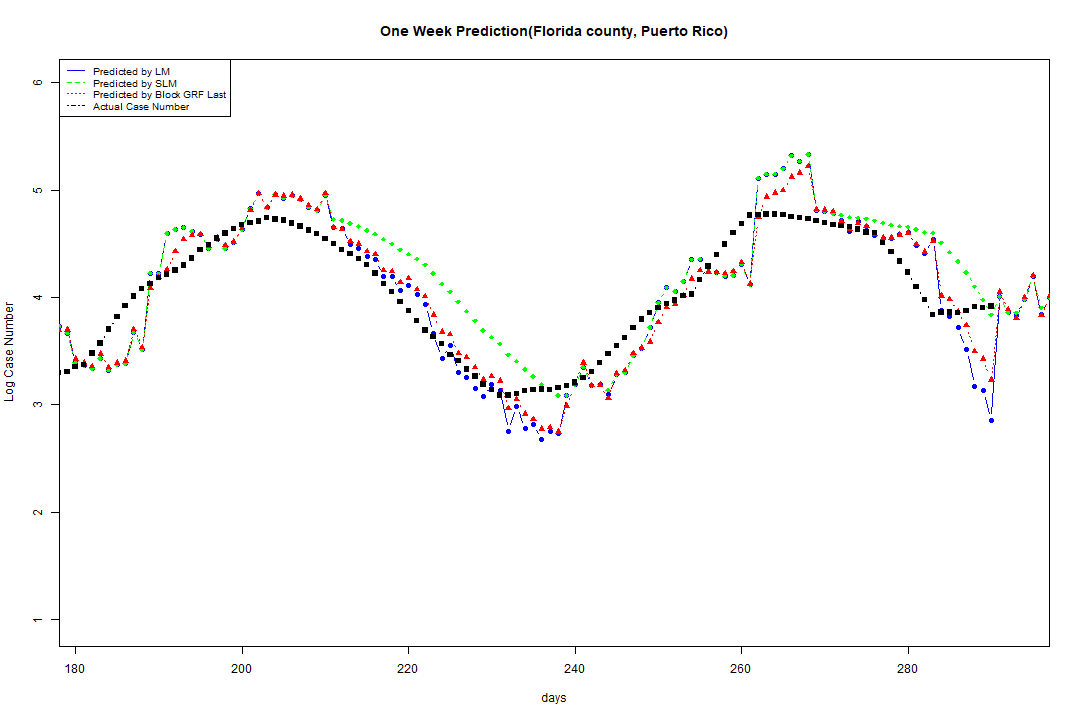 One Week Prediction(Florida county, Puerto Rico)
Predicted by LM
Predicted by SLM
Predicted by Block GRF Last
Actual Case Number
6
5
4
3
2
1
Log Case Number
180 200 220 240 260 280
days